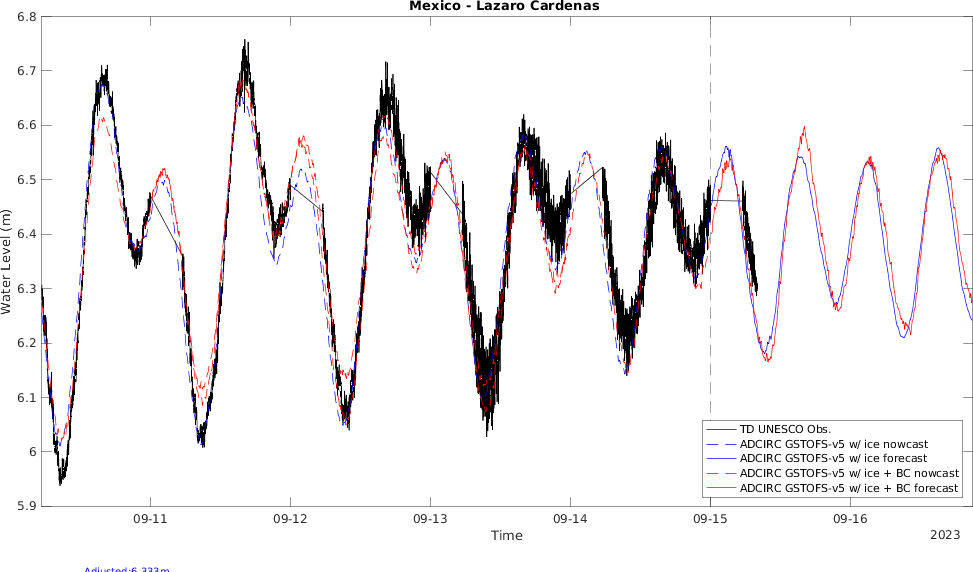 Mexico - Lazaro Cardenas
6.8
6.7
6.6
6.5
6.4
6.3
6.2
6.1
6
5.9
Water Level (m)
TD UNESCO Obs.
ADCIRC GSTOFS-v5 w/ ice nowcast
ADCIRC GSTOFS-v5 w/ ice forecast
ADCIRC GSTOFS-v5 w/ ice + BC nowcast
ADCIRC GSTOFS-v5 w/ ice + BC forecast
09-11 09-12 09-13 09-14 09-15 09-16
Time
2023
Adjusted:6.333m